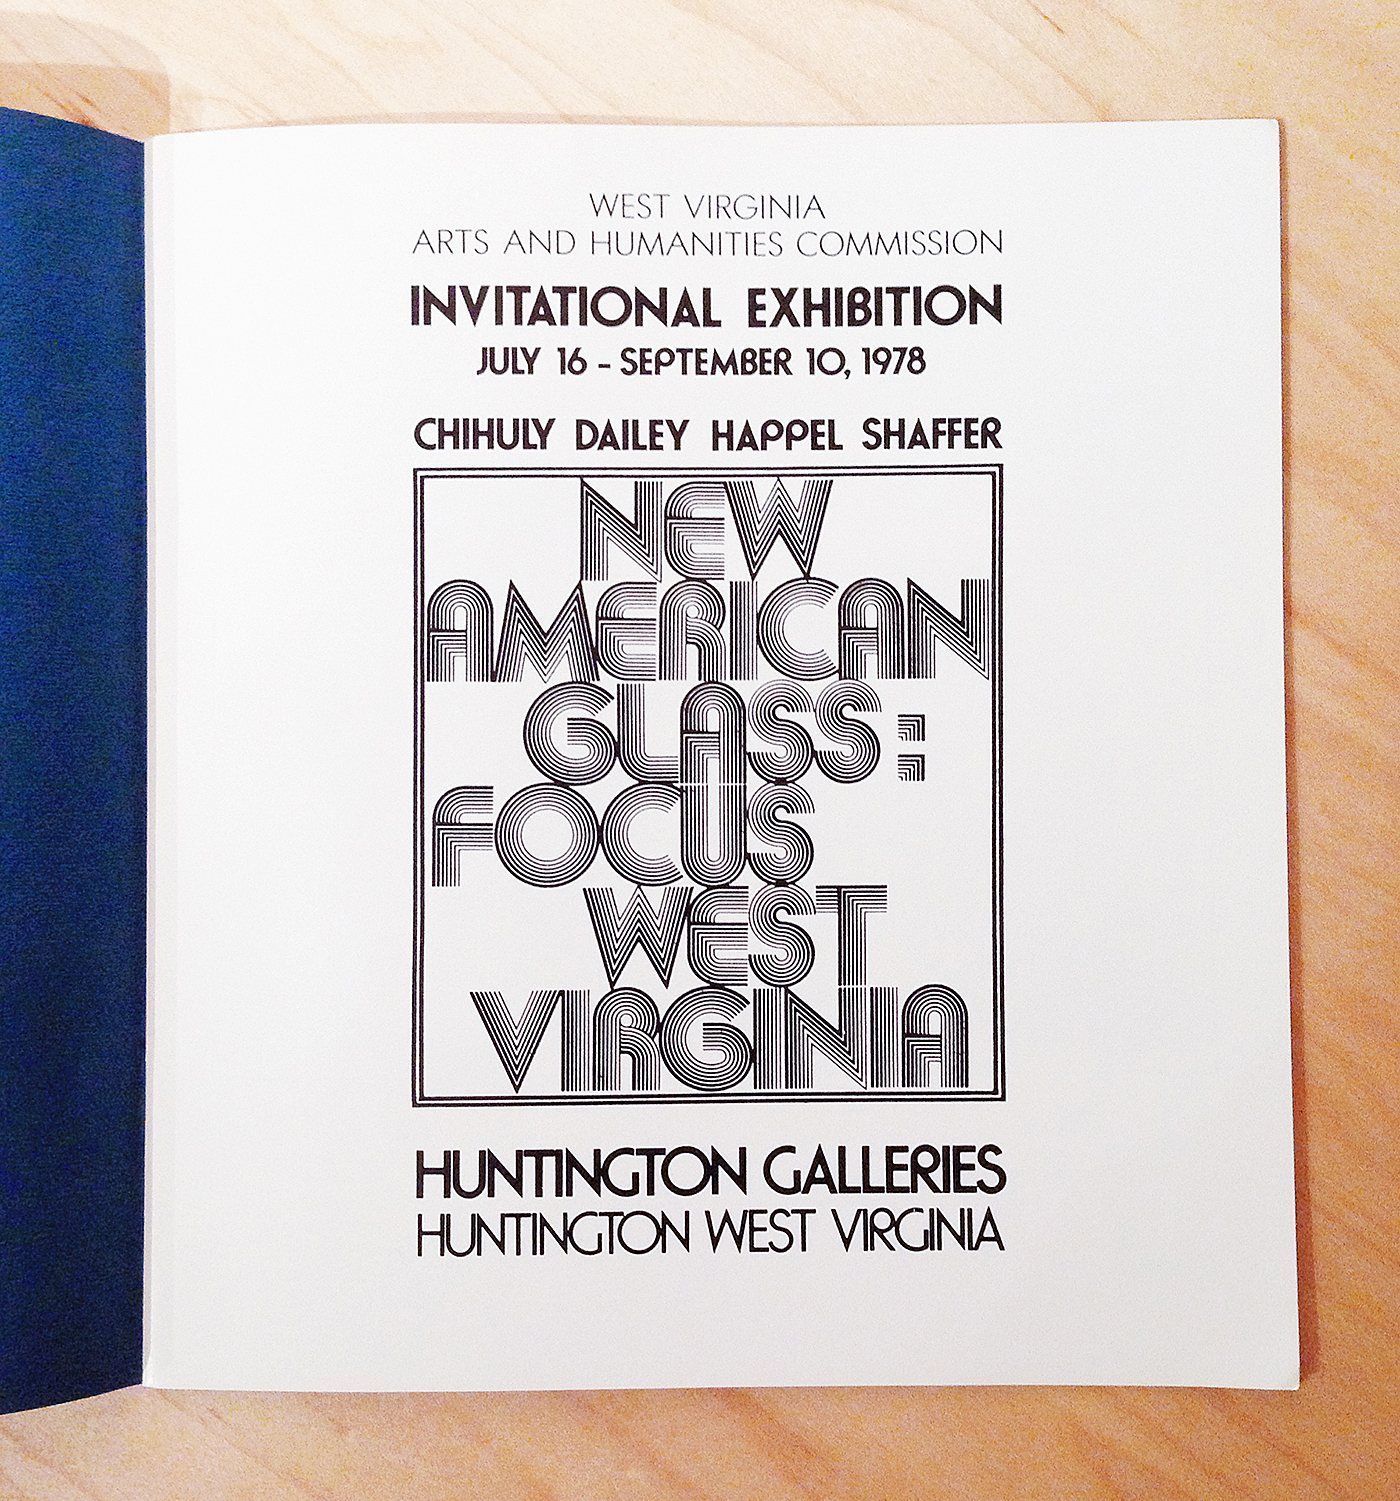 WEST VIRGINIA
ARTS AND HUMANITIES COMMISSION
INVITATIONAL EXHIBITION
JULY 16 – SEPTEMBER 10, 1978
CHIHULY DAILEY HAPPEL SHAFFER
NEW
AMERICAN
GLASS:
FOCUS
WEST
VIRGINIA
HUNTINGTON GALLERIES
HUNTINGTON WEST VIRGINIA